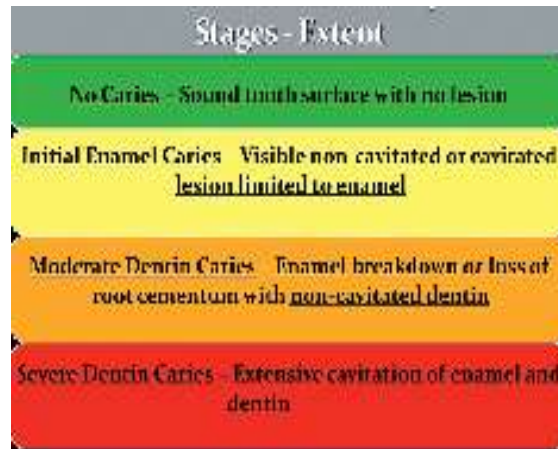 Stages - Extent
No Caries – Sound tooth surface with no lesion
Initial Enamel Caries – Visible non-cavitated or cavitated
lesion limited to enamel
Moderate Dentin Caries – Enamel breakdown or loss of
root cementum with non-cavitated dentin
Severe Dentin Caries – Extensive cavitation of enamel and
dentin